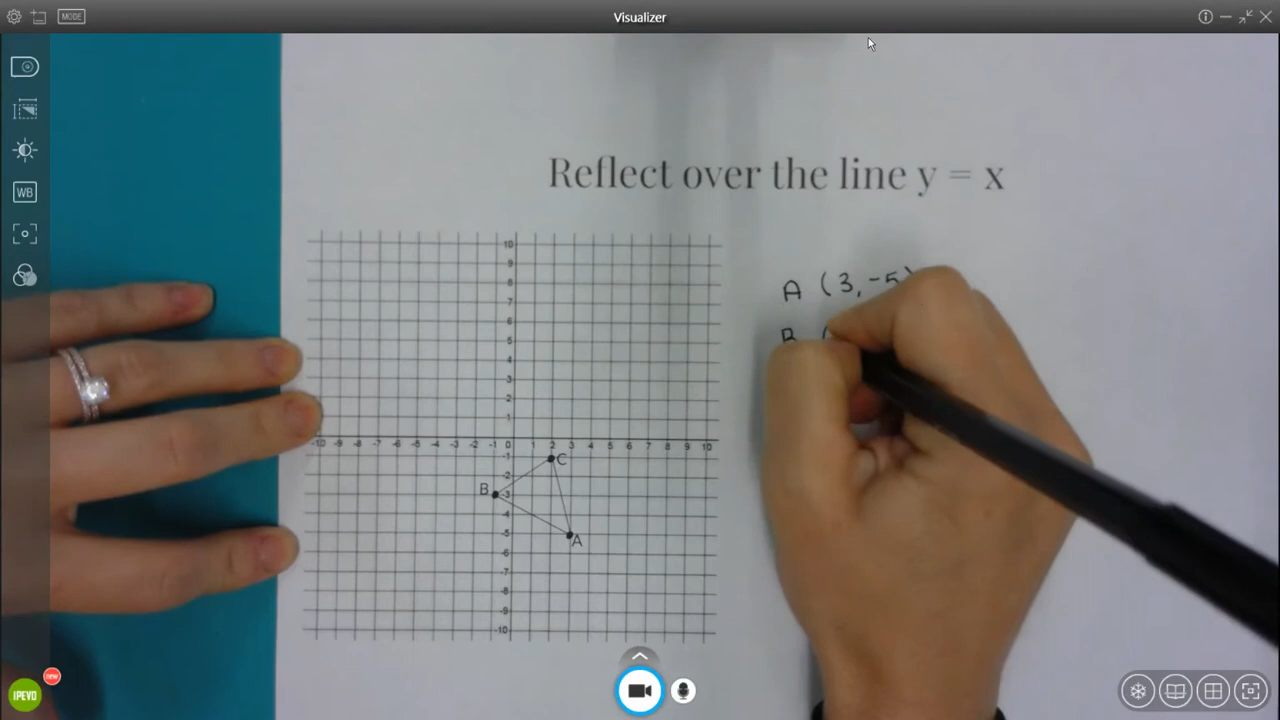 MODE
Visualizer
WB
Reflect over the line y = x
10
9
8
7
6
5
4
3
2
1
-10 -9 -8 -7 -6 -5 -4 -3 -2 -1 0 1 2 3 4 5 6 7 8 9 10
-1
-2
-3
-4
-5
-6
-7
-8
-9
-10
C
B
A
A (3, -5)
B (
new
IPEVO